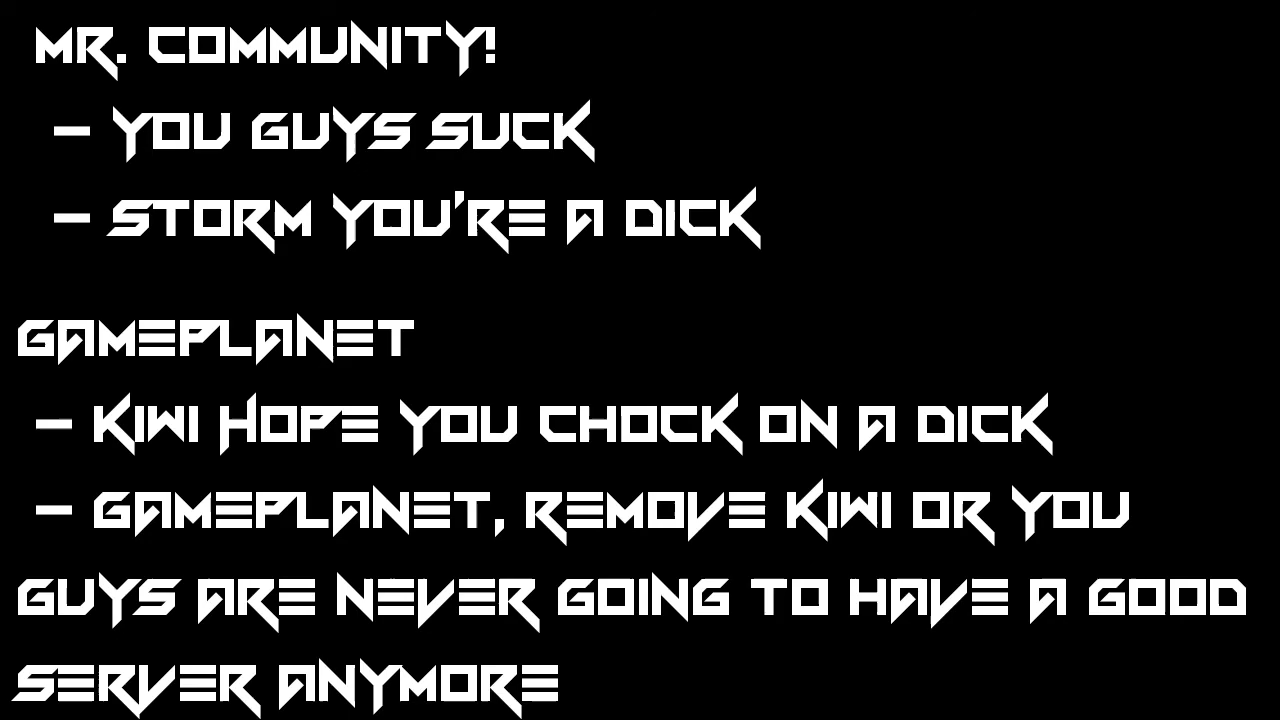 MR. COMMUNITY!
- YOU GUYS SUCK
- STORM YOU'RE A DICK
GAMEPLANET
- KIWI HOPE YOU CHOCK ON A DICK
- GAMEPLANET, REMOVE KIWI OR YOU
GUYS ARE NEVER GOING TO HAVE A GOOD
SERVER ANYMORE